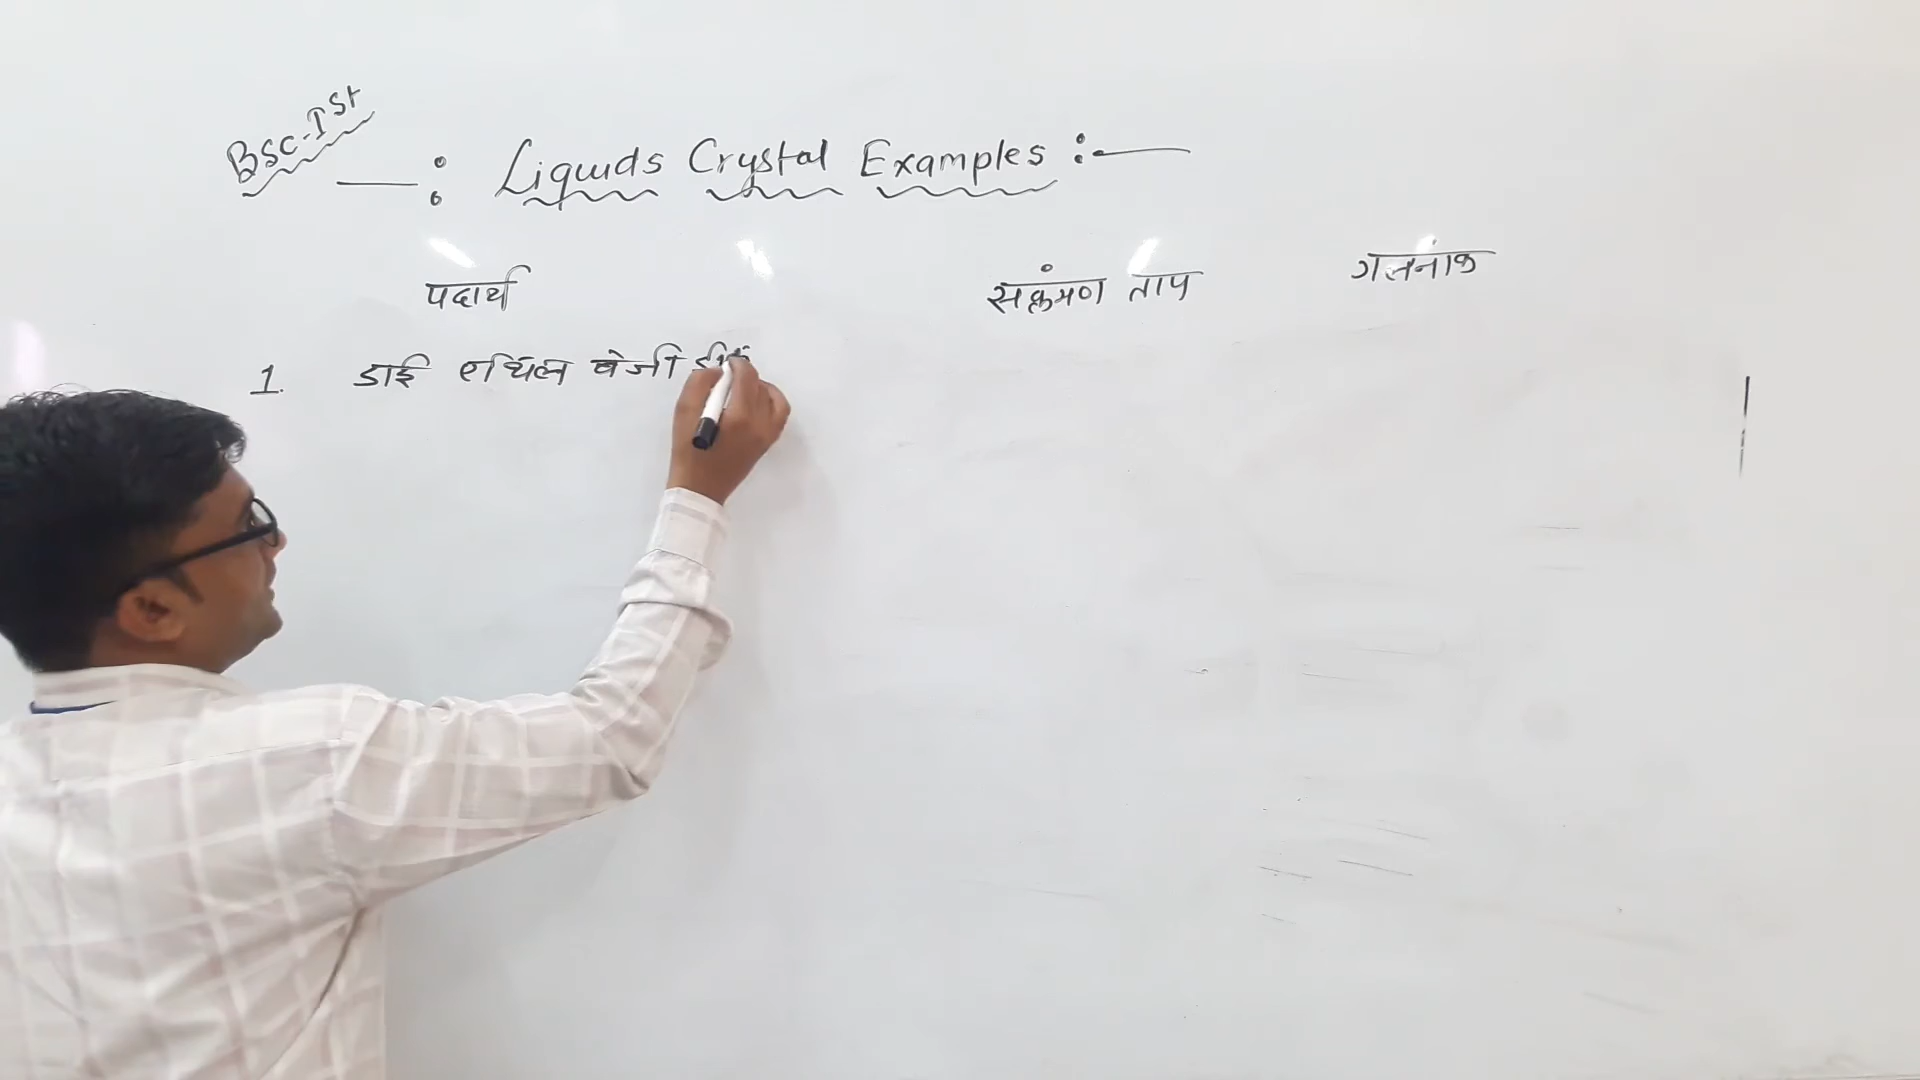 Bsc-Ist
—: Liquids Crystal Examples :—
पदार्थ संक्रमण ताप गलनांक
1. डाई एथिल बेंजी